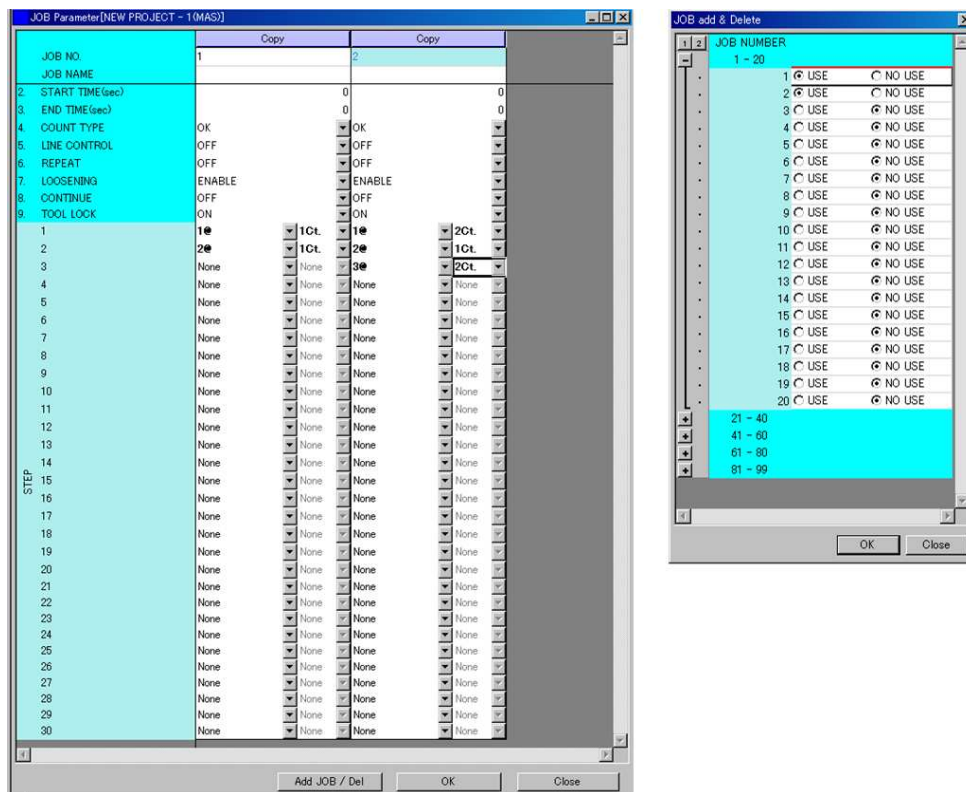 JOB Parameter[NEW PROJECT - 1(MAS)]
Copy Copy
JOB NO. 1 2
JOB NAME
2. START TIME(sec) 0 0
3. END TIME(sec) 0 0
4. COUNT TYPE OK OK
5. LINE CONTROL OFF OFF
6. REPEAT OFF OFF
7. LOOSENING ENABLE ENABLE
8. CONTINUE OFF OFF
9. TOOL LOCK ON ON
STEP
1 1@ 1Ct. 1@ 2Ct.
2 2@ 1Ct. 2@ 1Ct.
3 None None 3@ 2Ct.
4 None None None None
5 None None None None
6 None None None None
7 None None None None
8 None None None None
9 None None None None
10 None None None None
11 None None None None
12 None None None None
13 None None None None
14 None None None None
15 None None None None
16 None None None None
17 None None None None
18 None None None None
19 None None None None
20 None None None None
21 None None None None
22 None None None None
23 None None None None
24 None None None None
25 None None None None
26 None None None None
27 None None None None
28 None None None None
29 None None None None
30 None None None None
Add JOB / Del OK Close
JOB add & Delete
1 2 JOB NUMBER
1 - 20
1 USE NO USE
2 USE NO USE
3 USE NO USE
4 USE NO USE
5 USE NO USE
6 USE NO USE
7 USE NO USE
8 USE NO USE
9 USE NO USE
10 USE NO USE
11 USE NO USE
12 USE NO USE
13 USE NO USE
14 USE NO USE
15 USE NO USE
16 USE NO USE
17 USE NO USE
18 USE NO USE
19 USE NO USE
20 USE NO USE
21 - 40
41 - 60
61 - 80
81 - 99
OK Close